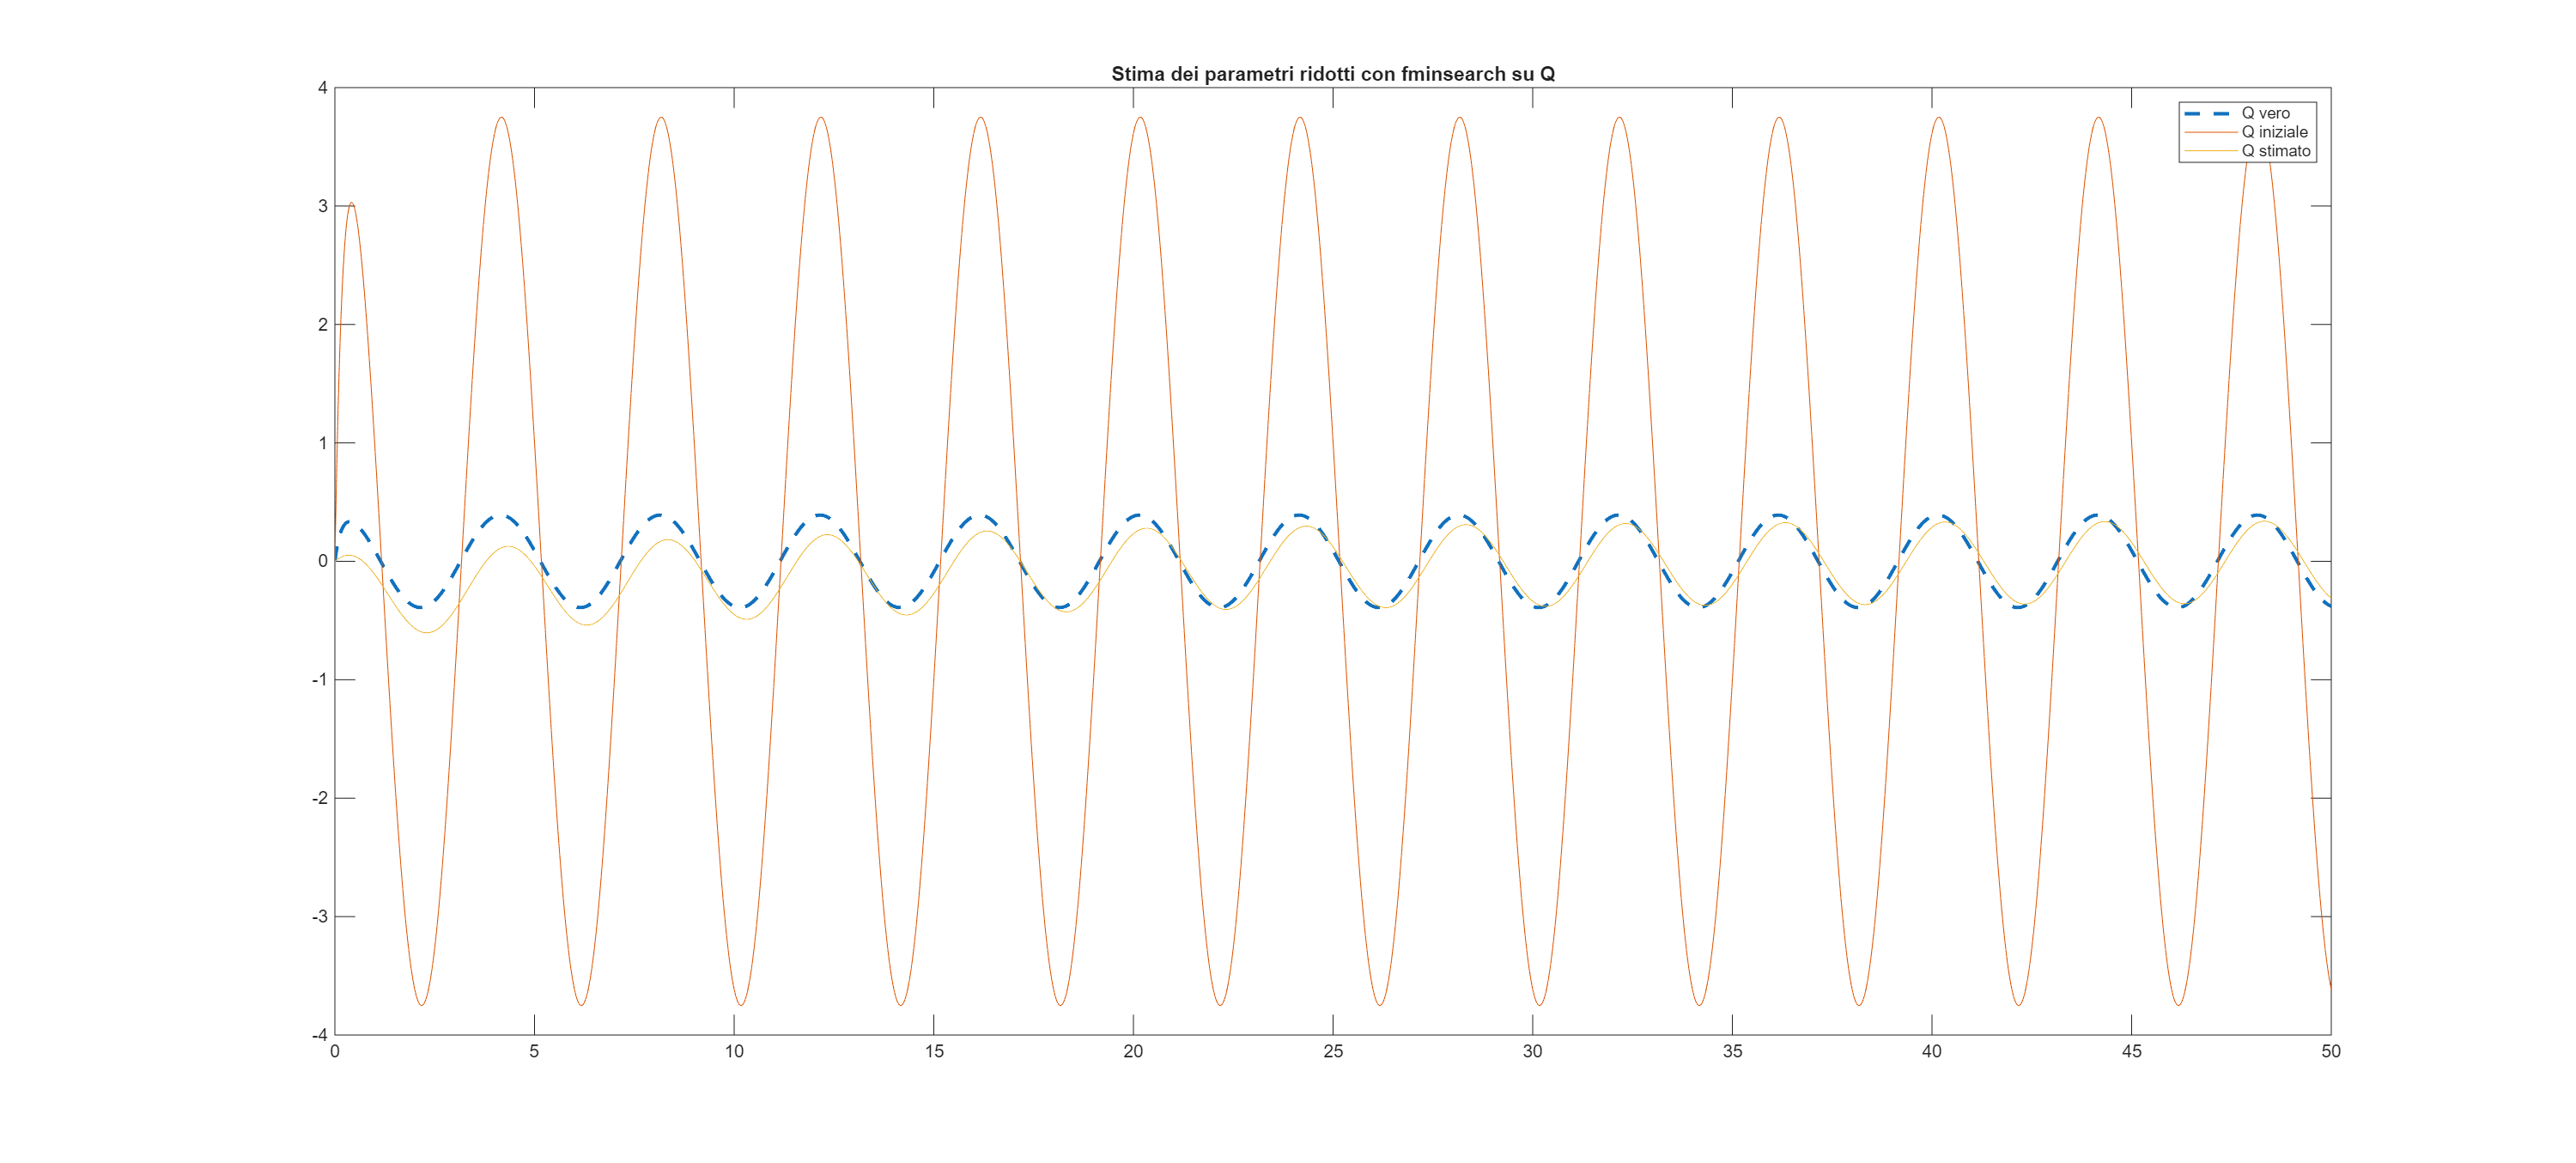 Stima dei parametri ridotti con fminsearch su Q
4
3
2
1
0
-1
-2
-3
-4
0 5 10 15 20 25 30 35 40 45 50
Q vero
Q iniziale
Q stimato